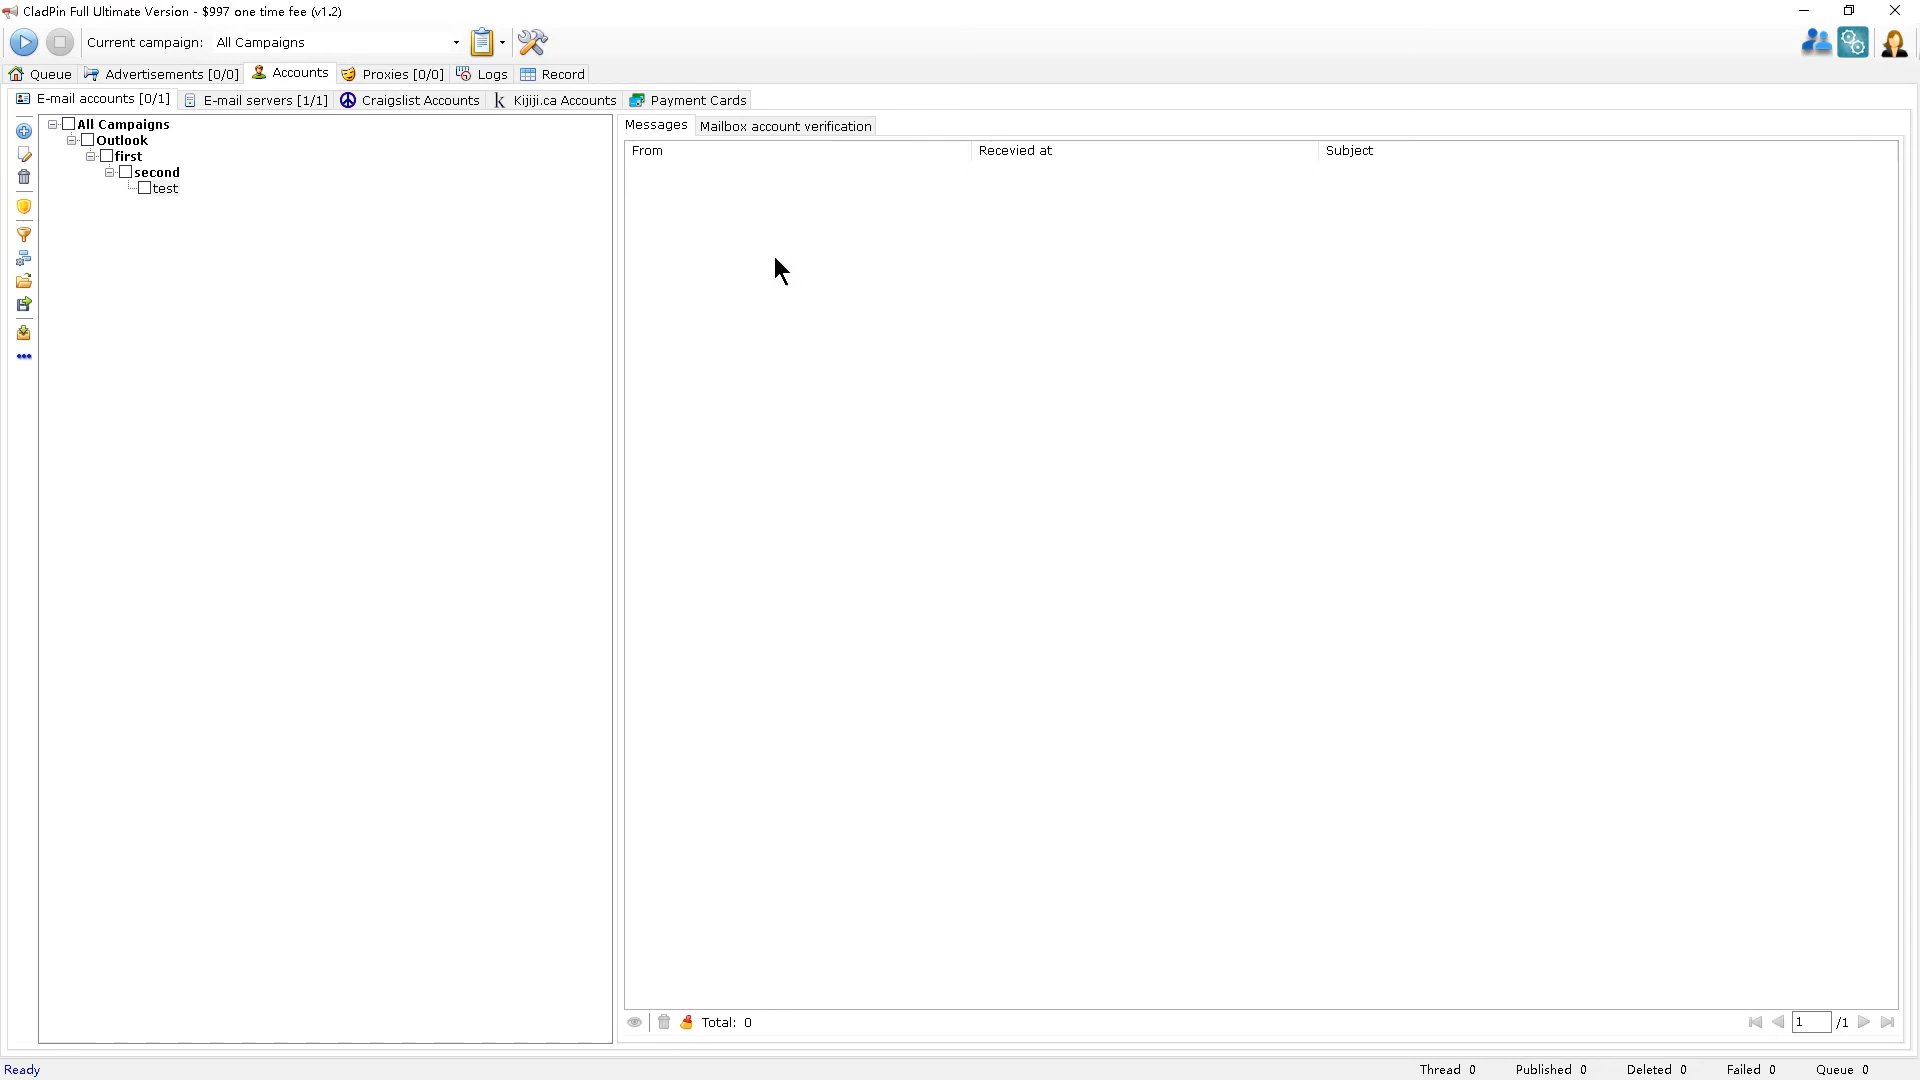 CladPin Full Ultimate Version - $997 one time fee (v1.2)
Current campaign: All Campaigns
Queue Advertisements [0/0] Accounts Proxies [0/0] Logs Record
E-mail accounts [0/1] E-mail servers [1/1] Craigslist Accounts Kijiji.ca Accounts Payment Cards
All Campaigns
Outlook
first
second
test
Messages Mailbox account verification
From Recevied at Subject
Total: 0
1 /1
Ready
Thread 0 Published 0 Deleted 0 Failed 0 Queue 0